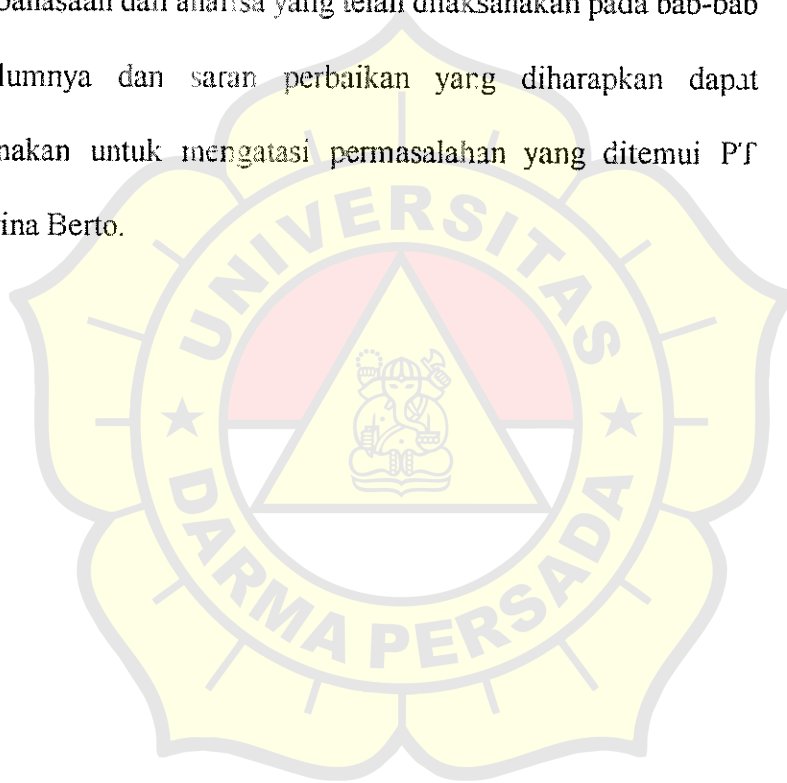 bahasaan dan analisa yang telah dilaksanakan pada bab-bab
lumnya dan saran perbaikan yang diharapkan dapat
nakan untuk mengatasi permasalahan yang ditemui PT
ina Berto.
UNIVERSITAS
DARMA PERSADA